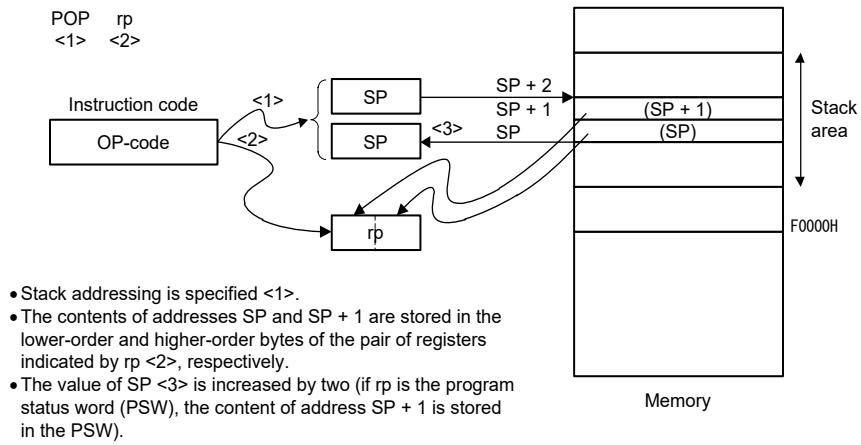 POP rp
<1> <2>
Instruction code
OP-code
<1>
<2>
SP
SP
<3>
SP + 2
SP + 1
SP
(SP + 1)
(SP)
Stack
area
rp
F0000H
Memory
• Stack addressing is specified <1>.
• The contents of addresses SP and SP + 1 are stored in the
lower-order and higher-order bytes of the pair of registers
indicated by rp <2>, respectively.
• The value of SP <3> is increased by two (if rp is the program
status word (PSW), the content of address SP + 1 is stored
in the PSW).